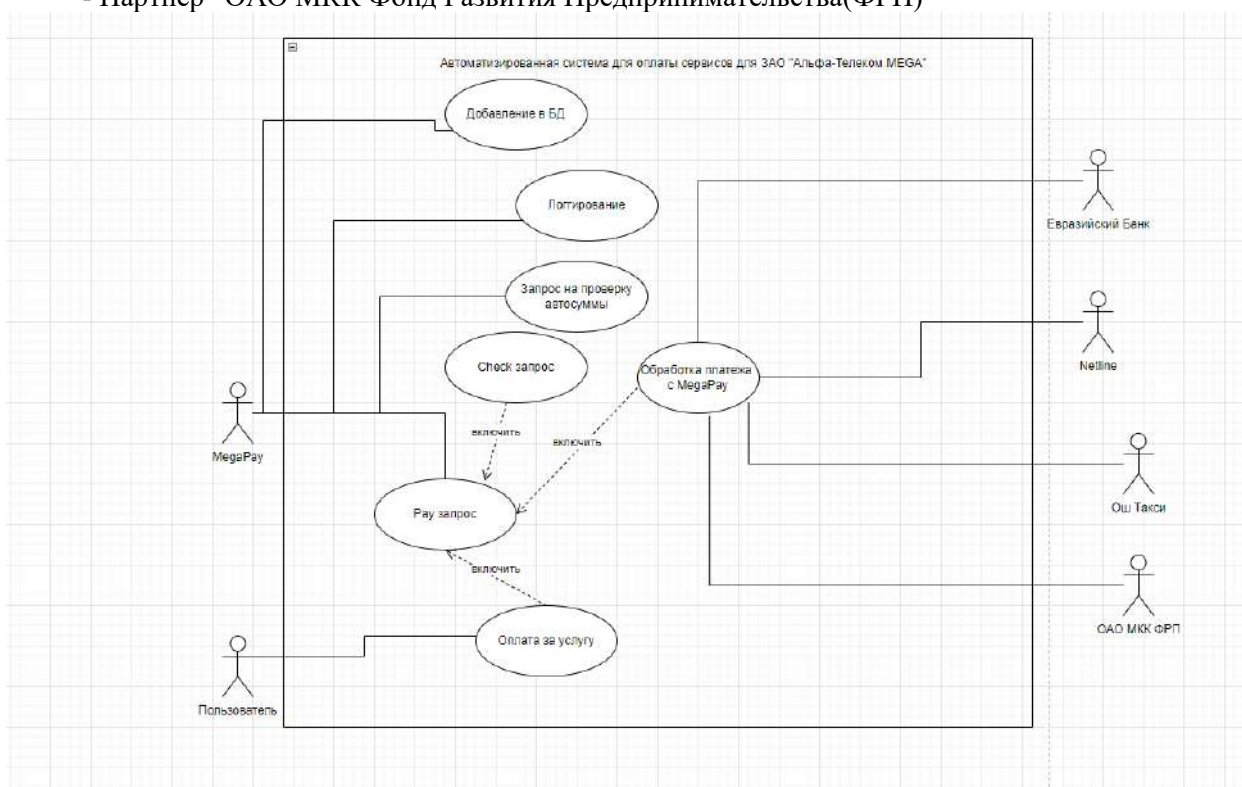 - Партнер- ОАО МКК Фонд Развития Предпринимательства(ФРП)
Автоматизированная система для оплаты сервисов для ЗАО "Альфа-Телеком MEGA"
Добавление в БД
Логгирование
Запрос на проверку
автосуммы
Check запрос
Обработка платежа
с MegaPay
включить
включить
Pay запрос
включить
Оплата за услугу
MegaPay
Пользователь
Евразийский Банк
Netline
Ош Такси
ОАО МКК ФРП